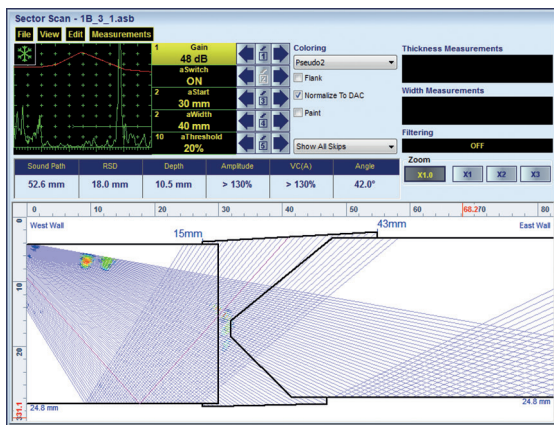 Sector Scan - 1B_3_1.asb
File View Edit Measurements
1 Gain
48 dB
1
aSwitch
ON
2 aStart
30 mm
3
2 aWidth
40 mm
4
10 aThreshold
20%
5
Coloring
Pseudo2
Flank
Normalize To DAC
Paint
Show All Skips
Thickness Measurements
Width Measurements
Filtering
OFF
Zoom
X1.0 X1 X2 X3
Sound Path RSD Depth Amplitude VC(A) Angle
52.6 mm 18.0 mm 10.5 mm > 130% > 130% 42.0°
0 10 20 30 40 50 60 68.270 80
West Wall 15mm 43mm East Wall
0
10
20
331.1
24.8 mm 24.8 mm